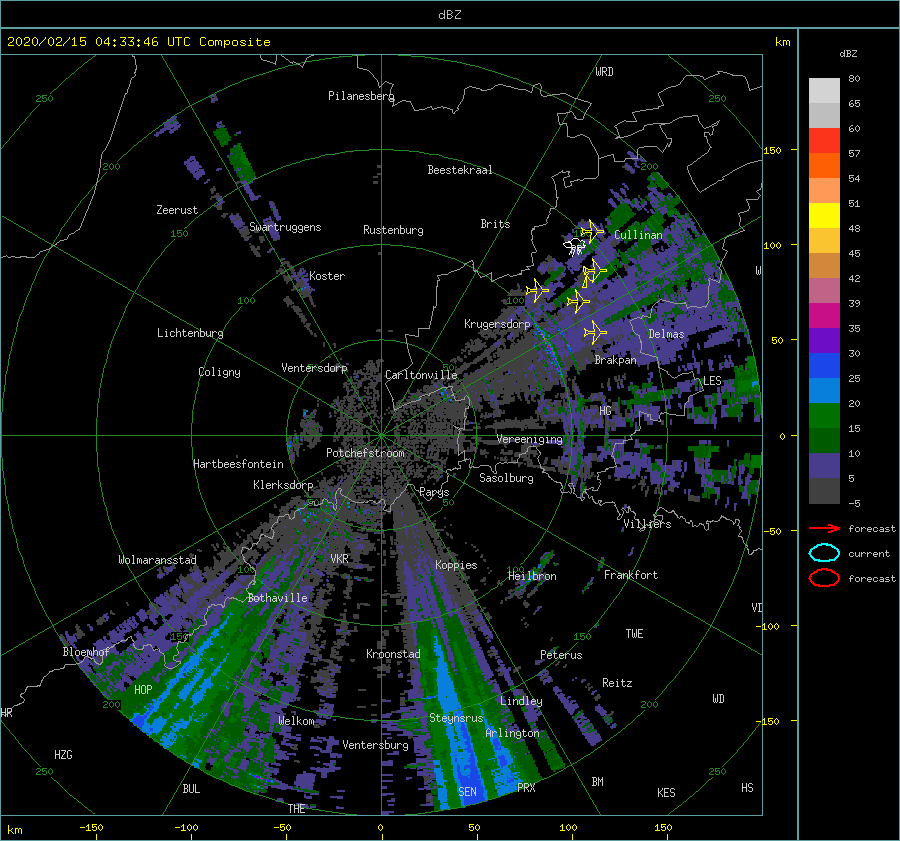 dBZ
2020/02/15 04:33:46 UTC Composite
km
dBZ
WRD
250
Pilanesberg
250
80
65
60
57
54
51
48
45
42
39
35
30
25
20
15
10
5
-5
150
200
Beestekraal
200
Zeerust
150
Swartruggens
Rustenburg
Brits
Cullinan
100
Koster
100
100
W
Lichtenburg
Krugersdorp
Delmas
50
Ventersdorp
Brakpan
Coligny
Carltonville
LES
HG
Vereeniging
0
Potchefstroom
Hartbeesfontein
Sasolburg
Klerksdorp
Parys
50
50
Villiers
-50
forecast
current
forecast
Wolmaransstad
VKR
Koppies
100
100
Heilbron
Frankfort
Bothaville
VI
-100
150
150
TWE
Bloemhof
Kroonstad
Peterus
HOP
Reitz
WD
200
Lindley
200
HR
Welkom
Steynsrus
-150
Arlington
Ventersburg
HZG
250
250
BUL
SEN
PRX
BM
KES
HS
THE
km
-150
-100
-50
0
50
100
150